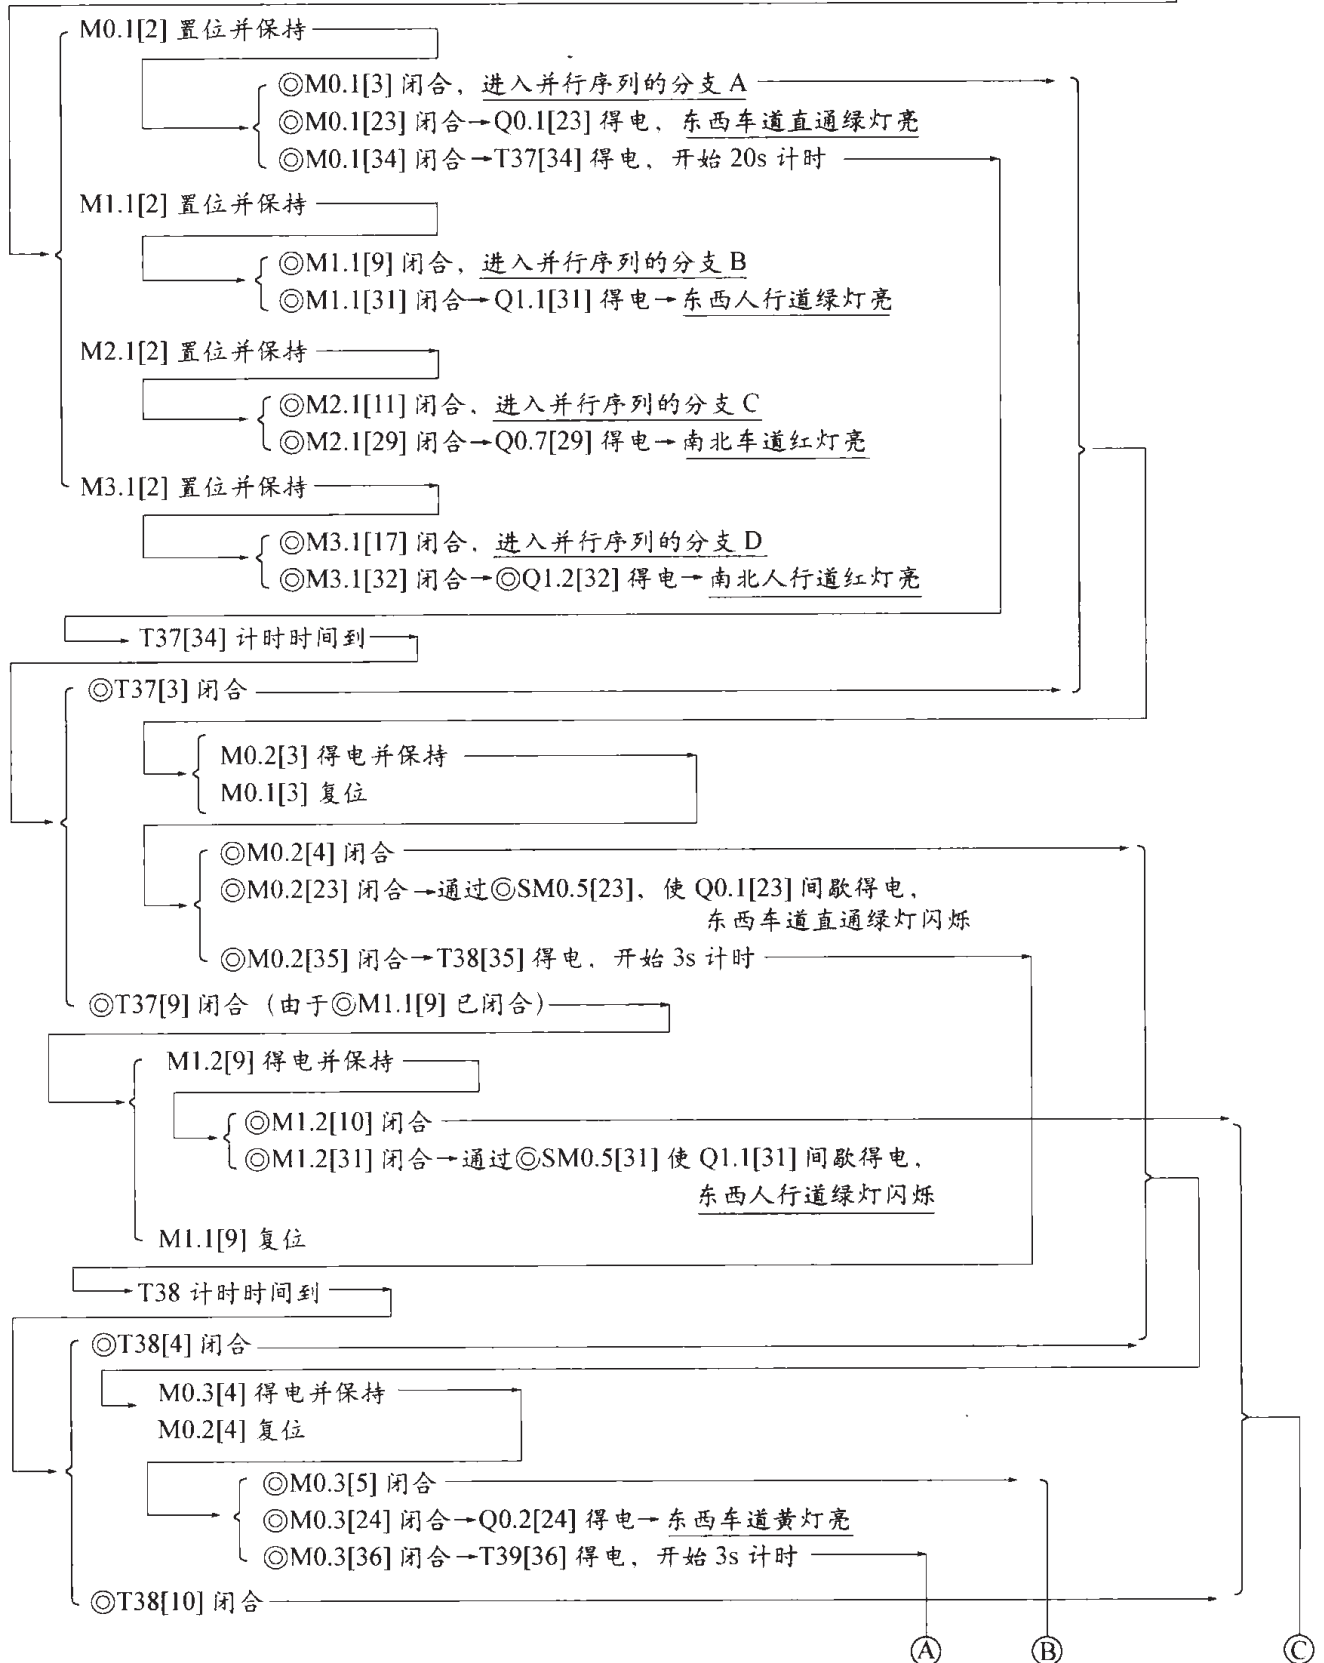 M0.1[2] 置位并保持
◎M0.1[3] 闭合，进入并行序列的分支 A
◎M0.1[23] 闭合→Q0.1[23] 得电，东西车道直通绿灯亮
◎M0.1[34] 闭合→T37[34] 得电，开始 20s 计时
M1.1[2] 置位并保持
◎M1.1[9] 闭合，进入并行序列的分支 B
◎M1.1[31] 闭合→Q1.1[31] 得电→东西人行道绿灯亮
M2.1[2] 置位并保持
◎M2.1[11] 闭合，进入并行序列的分支 C
◎M2.1[29] 闭合→Q0.7[29] 得电→南北车道红灯亮
M3.1[2] 置位并保持
◎M3.1[17] 闭合，进入并行序列的分支 D
◎M3.1[32] 闭合→◎Q1.2[32] 得电→南北人行道红灯亮
T37[34] 计时时间到
◎T37[3] 闭合
M0.2[3] 得电并保持
M0.1[3] 复位
◎M0.2[4] 闭合
◎M0.2[23] 闭合→通过◎SM0.5[23]，使 Q0.1[23] 间歇得电，
东西车道直通绿灯闪烁
◎M0.2[35] 闭合→T38[35] 得电，开始 3s 计时
◎T37[9] 闭合（由于◎M1.1[9] 已闭合）
M1.2[9] 得电并保持
◎M1.2[10] 闭合
◎M1.2[31] 闭合→通过◎SM0.5[31] 使 Q1.1[31] 间歇得电，
东西人行道绿灯闪烁
M1.1[9] 复位
T38 计时时间到
◎T38[4] 闭合
M0.3[4] 得电并保持
M0.2[4] 复位
◎M0.3[5] 闭合
◎M0.3[24] 闭合→Q0.2[24] 得电→东西车道黄灯亮
◎M0.3[36] 闭合→T39[36] 得电，开始 3s 计时
◎T38[10] 闭合
Ⓐ Ⓑ Ⓒ